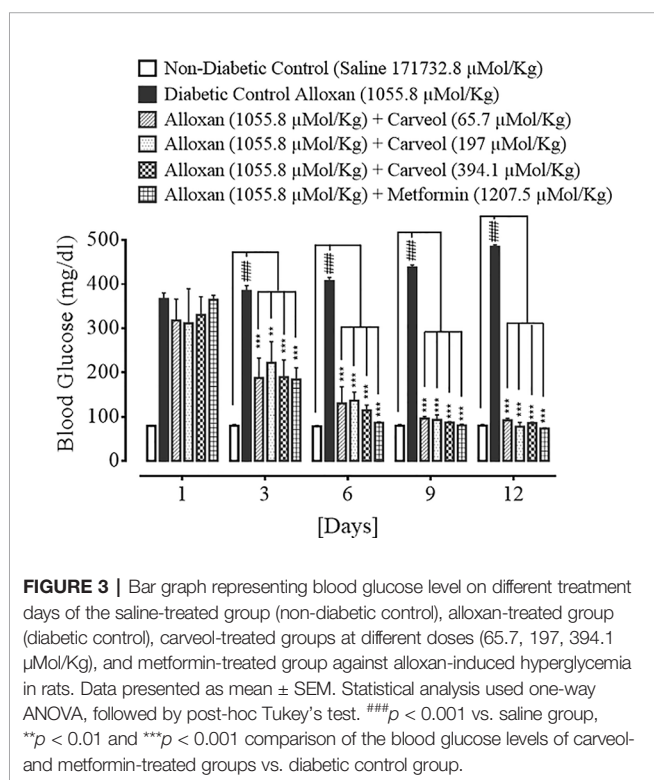 Non-Diabetic Control (Saline 171732.8 μMol/Kg)
Diabetic Control Alloxan (1055.8 μMol/Kg)
Alloxan (1055.8 μMol/Kg) + Carveol (65.7 μMol/Kg)
Alloxan (1055.8 μMol/Kg) + Carveol (197 μMol/Kg)
Alloxan (1055.8 μMol/Kg) + Carveol (394.1 μMol/Kg)
Alloxan (1055.8 μMol/Kg) + Metformin (1207.5 μMol/Kg)
Blood Glucose (mg/dl)
500
400
300
200
100
0
### ### ### ###
*** ** *** ***
*** *** *** ***
*** *** *** ***
*** *** *** ***
1 3 6 9 12
[Days]
FIGURE 3 | Bar graph representing blood glucose level on different treatment
days of the saline-treated group (non-diabetic control), alloxan-treated group
(diabetic control), carveol-treated groups at different doses (65.7, 197, 394.1
μMol/Kg), and metformin-treated group against alloxan-induced hyperglycemia
in rats. Data presented as mean ± SEM. Statistical analysis used one-way
ANOVA, followed by post-hoc Tukey's test. ###p < 0.001 vs. saline group,
**p < 0.01 and ***p < 0.001 comparison of the blood glucose levels of carveol-
and metformin-treated groups vs. diabetic control group.